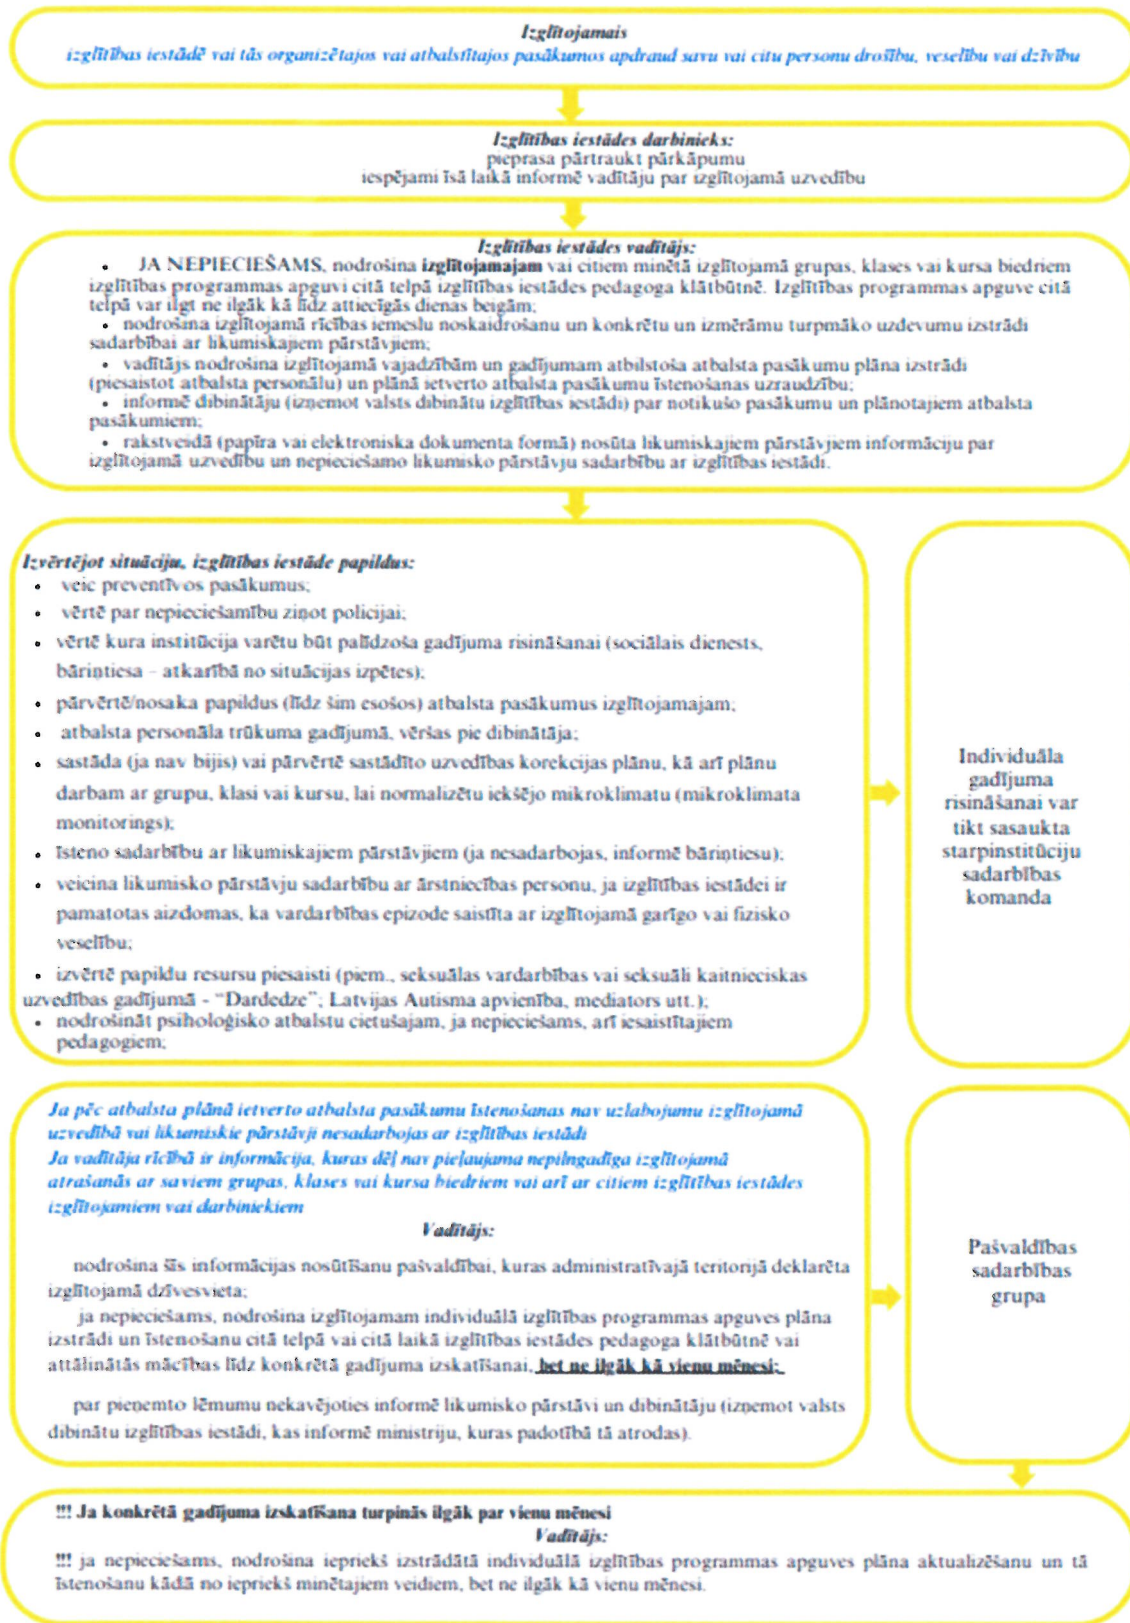 Izglītojamais
izglītības iestādē vai tās organizētajos vai atbalstītajos pasākumos apdraud savu vai citu personu drošību, veselību vai dzīvību
Izglītības iestādes darbinieks:
pieprasa pārtraukt pārkāpumu
iespējami īsā laikā informē vadītāju par izglītojamā uzvedību
Izglītības iestādes vadītājs:
• JA NEPIECIEŠAMS, nodrošina izglītojamajam vai citiem minētā izglītojamā grupas, klases vai kursa biedriem
izglītības programmas apguvi citā telpā izglītības iestādes pedagoga klātbūtnē. Izglītības programmas apguve citā
telpā var ilgt ne ilgāk kā līdz attiecīgās dienas beigām;
• nodrošina izglītojamā rīcības iemeslu noskaidrošanu un konkrētu un izmērāmu turpmāko uzdevumu izstrādi
sadarbībai ar likumiskajiem pārstāvjiem;
• vadītājs nodrošina izglītojamā vajadzībām un gadījumam atbilstoša atbalsta pasākumu plāna izstrādi
(piesaistot atbalsta personālu) un plānā ietverto atbalsta pasākumu īstenošanas uzraudzību;
• informē dibinātāju (izņemot valsts dibinātu izglītības iestādi) par notikušo pasākumu un plānotajiem atbalsta
pasākumiem;
• rakstveidā (papīra vai elektroniska dokumenta formā) nosūta likumiskajiem pārstāvjiem informāciju par
izglītojamā uzvedību un nepieciešamo likumisko pārstāvju sadarbību ar izglītības iestādi.
Izvērtējot situāciju, izglītības iestāde papildus:
• veic preventīvos pasākumus;
• vērtē par nepieciešamību ziņot policijai;
• vērtē kura institūcija varētu būt palīdzoša gadījuma risināšanai (sociālais dienests,
bāriņtiesa – atkarībā no situācijas izpētes);
• pārvērtē/nosaka papildus (līdz šim esošos) atbalsta pasākumus izglītojamajam;
• atbalsta personāla trūkuma gadījumā, vēršas pie dibinātāja;
• sastāda (ja nav bijis) vai pārvērtē sastādīto uzvedības korekcijas plānu, kā arī plānu
darbam ar grupu, klasi vai kursu, lai normalizētu iekšējo mikroklimatu (mikroklimata
monitorings);
• īsteno sadarbību ar likumiskajiem pārstāvjiem (ja nesadarbojas, informē bāriņtiesu);
• veicina likumisko pārstāvju sadarbību ar ārstniecības personu, ja izglītības iestādei ir
pamatotas aizdomas, ka vardarbības epizode saistīta ar izglītojamā garīgo vai fizisko
veselību;
• izvērtē papildu resursu piesaisti (piem., seksuālas vardarbības vai seksuāli kaitnieciskas
uzvedības gadījumā - “Dardedze”; Latvijas Autisma apvienība, mediators utt.);
• nodrošināt psiholoģisko atbalstu cietušajam, ja nepieciešams, arī iesaistītajiem
pedagogiem;
Individuāla
gadījuma
risināšanai var
tikt sasaukta
starpinstitūciju
sadarbības
komanda
Ja pēc atbalsta plānā ietverto atbalsta pasākumu īstenošanas nav uzlabojumu izglītojamā
uzvedībā vai likumiskie pārstāvji nesadarbojas ar izglītības iestādi
Ja vadītāja rīcībā ir informācija, kuras dēļ nav pieļaujama nepilngadīga izglītojamā
atrašanās ar saviem grupas, klases vai kursa biedriem vai arī ar citiem izglītības iestādes
izglītojamiem vai darbiniekiem
Vadītājs:
nodrošina šīs informācijas nosūtīšanu pašvaldībai, kuras administratīvajā teritorijā deklarēta
izglītojamā dzīvesvieta;
ja nepieciešams, nodrošina izglītojamam individuālā izglītības programmas apguves plāna
izstrādi un īstenošanu citā telpā vai citā laikā izglītības iestādes pedagoga klātbūtnē vai
attālinātās mācības līdz konkrētā gadījuma izskatīšanai, bet ne ilgāk kā vienu mēnesi;
par pieņemto lēmumu nekavējoties informē likumisko pārstāvi un dibinātāju (izņemot valsts
dibinātu izglītības iestādi, kas informē ministriju, kuras padotībā tā atrodas).
Pašvaldības
sadarbības
grupa
!!! Ja konkrētā gadījuma izskatīšana turpinās ilgāk par vienu mēnesi
Vadītājs:
!!! ja nepieciešams, nodrošina iepriekš izstrādātā individuālā izglītības programmas apguves plāna aktualizēšanu un tā
īstenošanu kādā no iepriekš minētajiem veidiem, bet ne ilgāk kā vienu mēnesi.